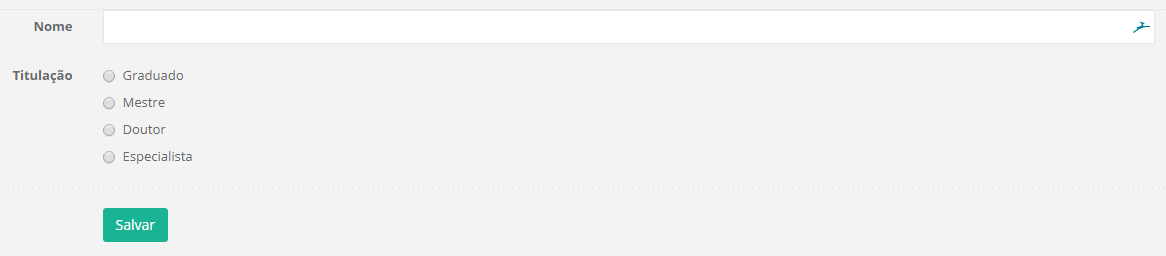 Nome
Titulação
Graduado
Mestre
Doutor
Especialista
Salvar